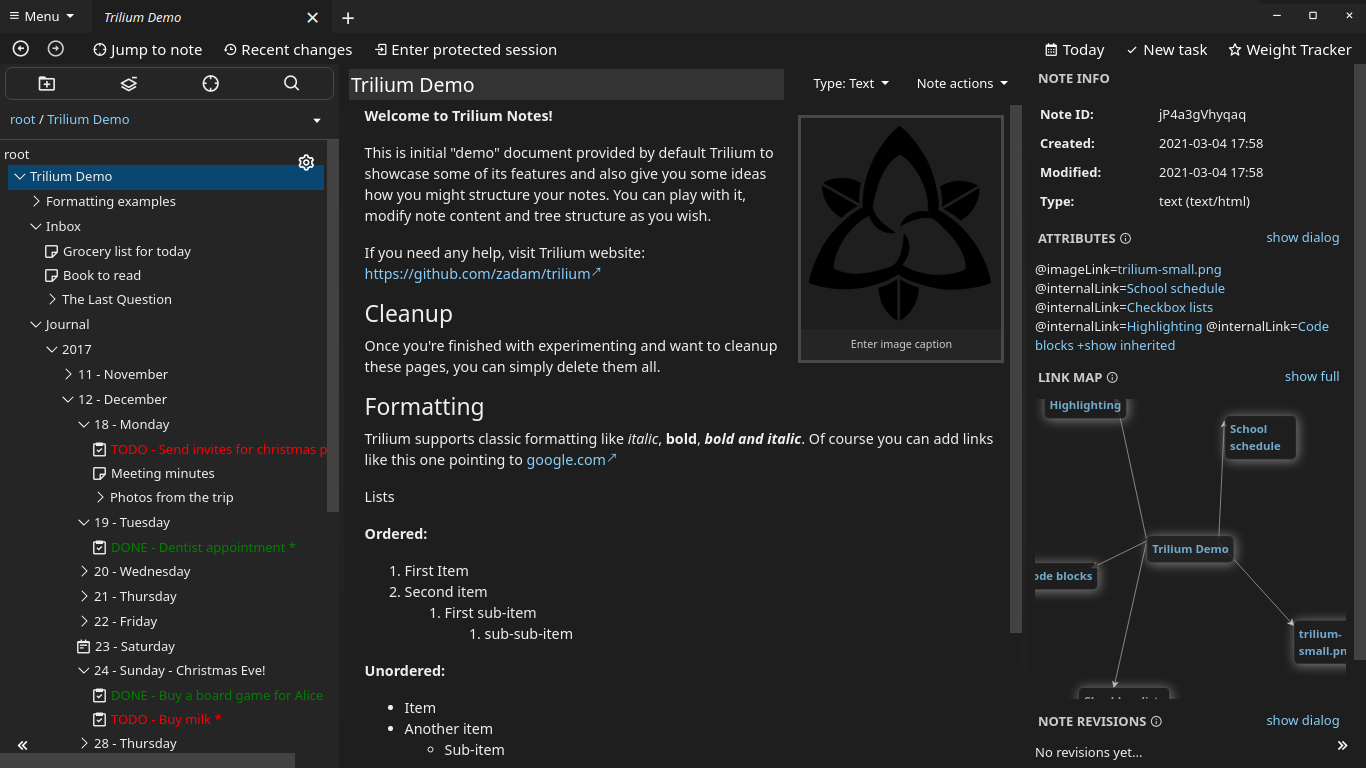 Menu
Trilium Demo
Jump to note
Recent changes
Enter protected session
Today
New task
Weight Tracker
root / Trilium Demo
root
Trilium Demo
Formatting examples
Inbox
Grocery list for today
Book to read
The Last Question
Journal
2017
11 - November
12 - December
18 - Monday
TODO - Send invites for christmas p
Meeting minutes
Photos from the trip
19 - Tuesday
DONE - Dentist appointment *
20 - Wednesday
21 - Thursday
22 - Friday
23 - Saturday
24 - Sunday - Christmas Eve!
DONE - Buy a board game for Alice
TODO - Buy milk *
28 - Thursday
Trilium Demo
Type: Text
Note actions
Welcome to Trilium Notes!
This is initial "demo" document provided by default Trilium to
showcase some of its features and also give you some ideas
how you might structure your notes. You can play with it,
modify note content and tree structure as you wish.
If you need any help, visit Trilium website:
https://github.com/zadam/trilium
Enter image caption
Cleanup
Once you're finished with experimenting and want to cleanup
these pages, you can simply delete them all.
Formatting
Trilium supports classic formatting like italic, bold, bold and italic. Of course you can add links
like this one pointing to google.com
Lists
Ordered:
1. First Item
2. Second item
1. First sub-item
1. sub-sub-item
Unordered:
• Item
• Another item
◦ Sub-item
NOTE INFO
Note ID: jP4a3gVhyqaq
Created: 2021-03-04 17:58
Modified: 2021-03-04 17:58
Type: text (text/html)
ATTRIBUTES show dialog
@imageLink=trilium-small.png
@internalLink=School schedule
@internalLink=Checkbox lists
@internalLink=Highlighting @internalLink=Code
blocks +show inherited
LINK MAP show full
Highlighting
School
schedule
Trilium Demo
ode blocks
trilium-
small.pn
NOTE REVISIONS show dialog
No revisions yet...